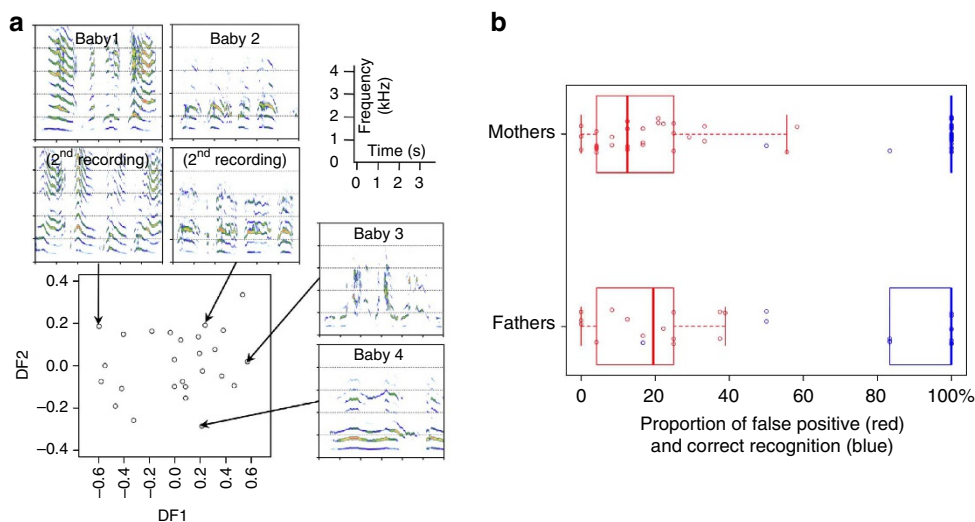 a
Baby1
Baby 2
(2nd recording)
(2nd recording)
4
3
2
1
0
Frequency
(kHz)
Time (s)
0 1 2 3
Baby 3
Baby 4
0.4
0.2
0.0
−0.2
−0.4
DF2
−0.6
−0.4
−0.2
0.0
0.2
0.4
0.6
DF1
b
Mothers
Fathers
0 20 40 60 80 100%
Proportion of false positive (red)
and correct recognition (blue)